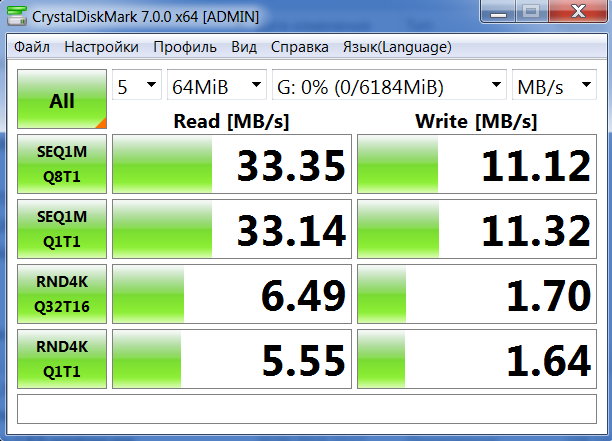 CrystalDiskMark 7.0.0 x64 [ADMIN]
Файл Настройки Профиль Вид Справка Язык(Language)
All 5 64MiB G: 0% (0/6184MiB) MB/s
Read [MB/s] Write [MB/s]
SEQ1M
Q8T1 33.35 11.12
SEQ1M
Q1T1 33.14 11.32
RND4K
Q32T16 6.49 1.70
RND4K
Q1T1 5.55 1.64